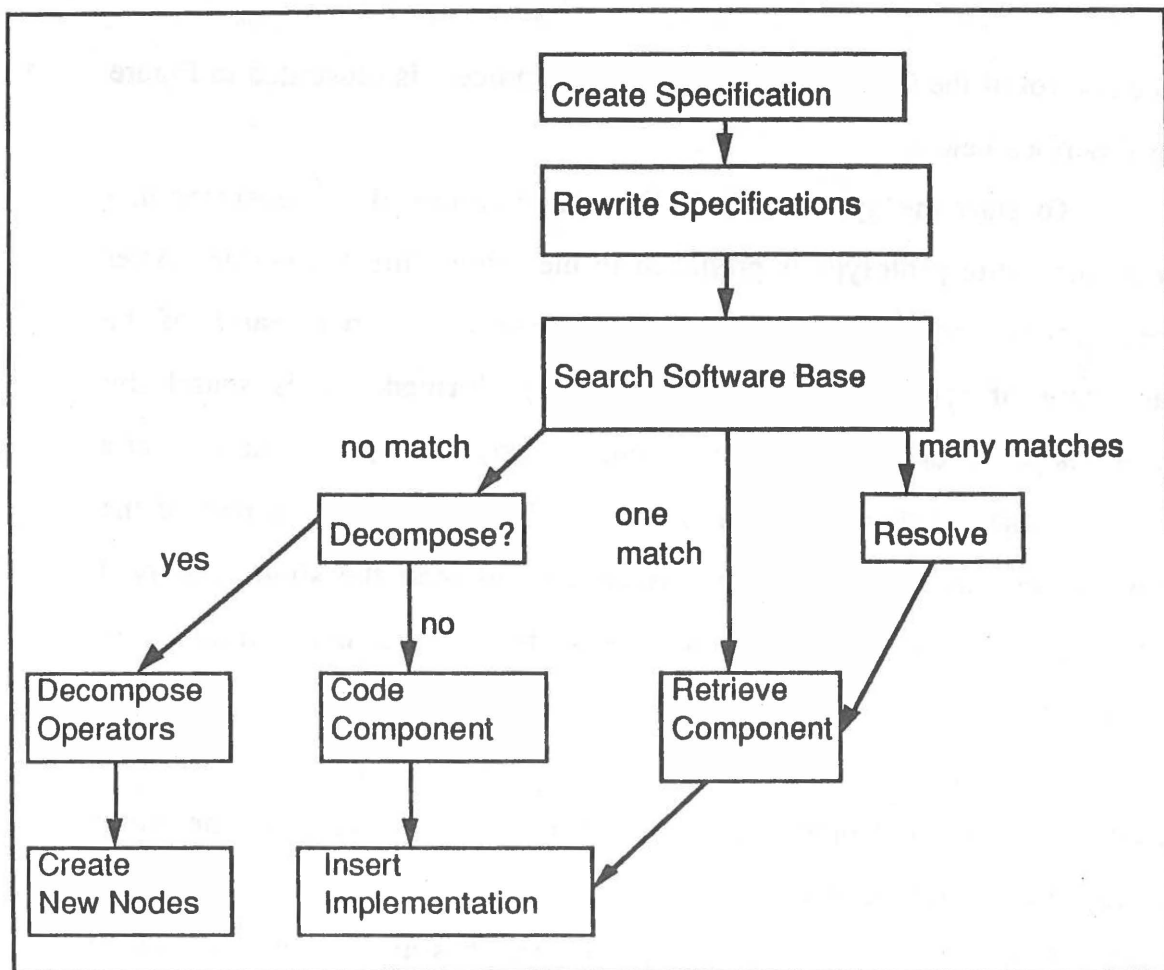 Create Specification
Rewrite Specifications
Search Software Base
no match
many matches
one
match
Decompose?
Resolve
yes
no
Decompose
Operators
Code
Component
Retrieve
Component
Create
New Nodes
Insert
Implementation